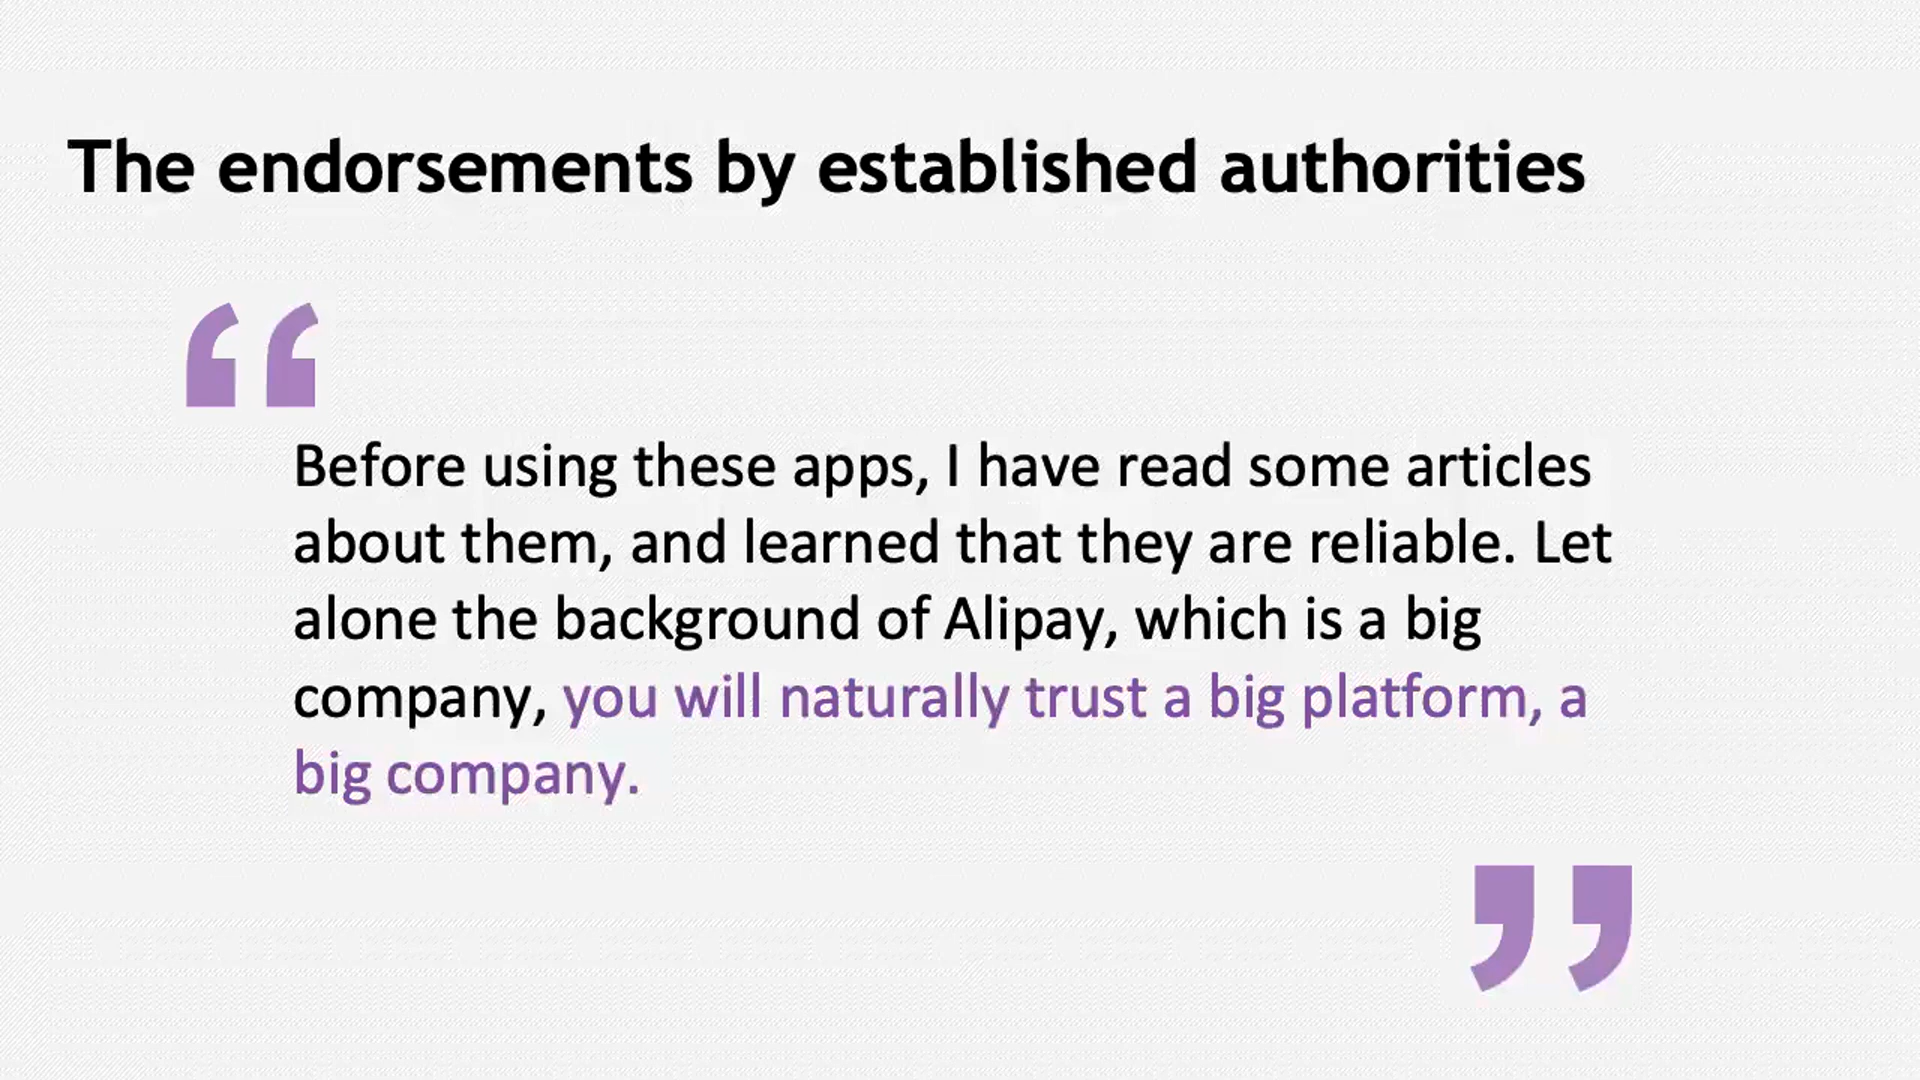 The endorsements by established authorities
“
Before using these apps, I have read some articles
about them, and learned that they are reliable. Let
alone the background of Alipay, which is a big
company, you will naturally trust a big platform, a
big company.
”